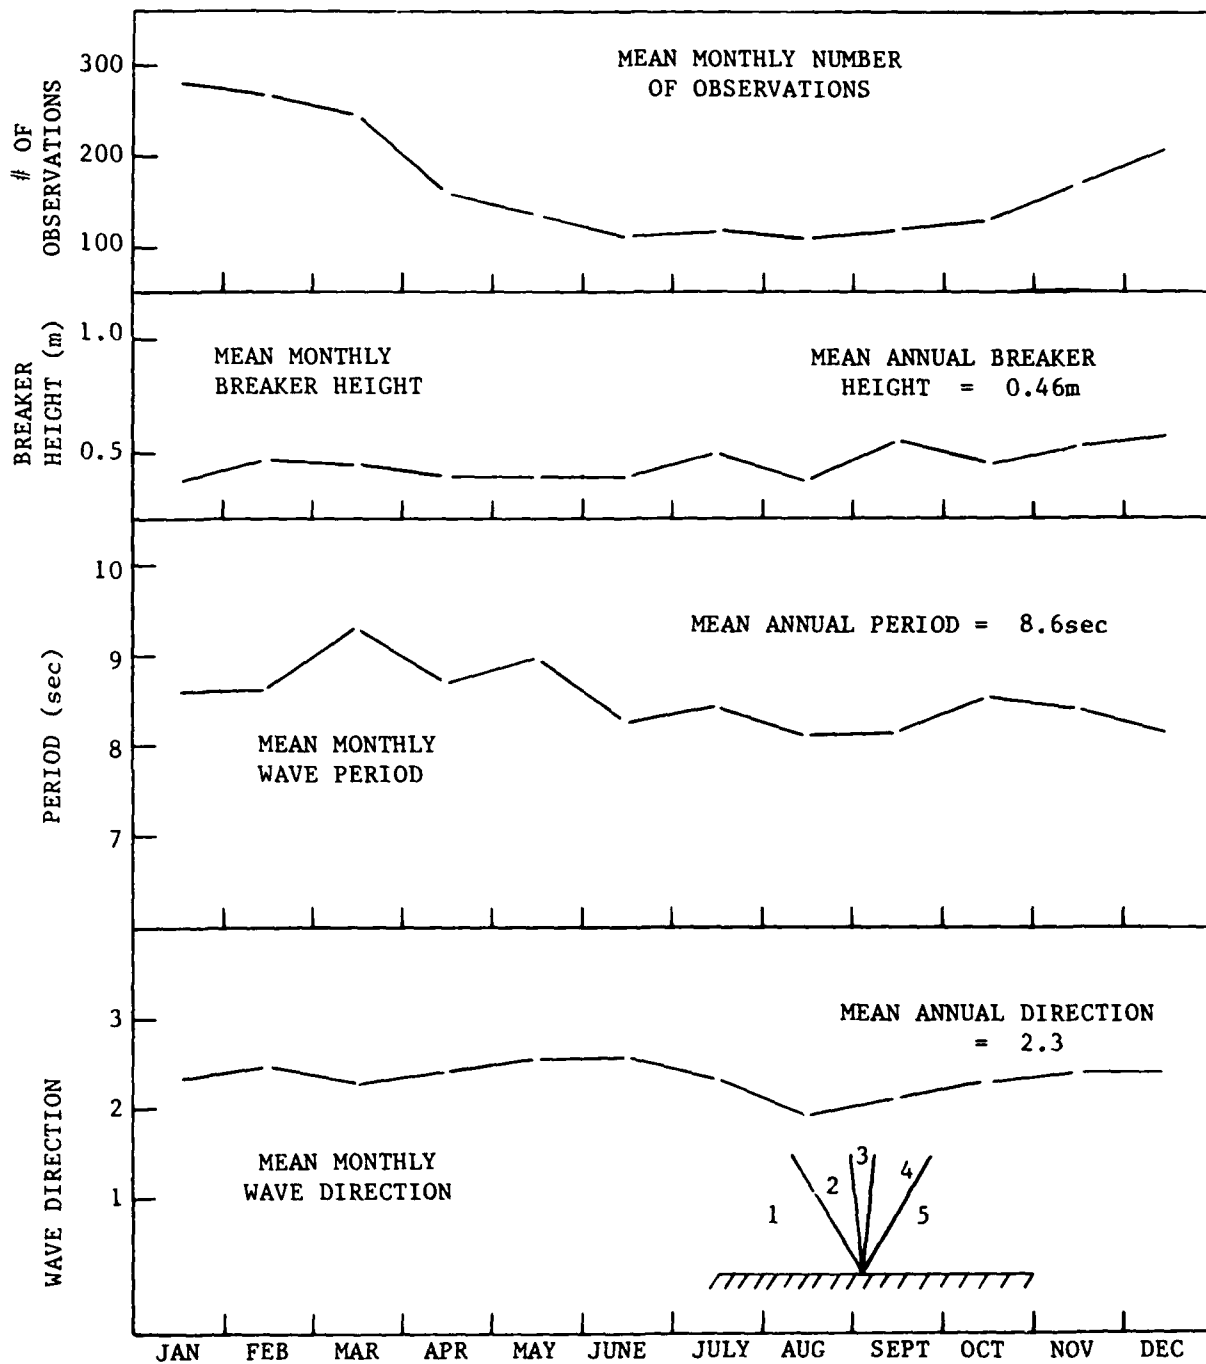 MEAN MONTHLY NUMBER
OF OBSERVATIONS
# OF
OBSERVATIONS
300
200
100
MEAN MONTHLY
BREAKER HEIGHT
MEAN ANNUAL BREAKER
HEIGHT = 0.46m
BREAKER
HEIGHT (m)
1.0
0.5
MEAN ANNUAL PERIOD = 8.6sec
MEAN MONTHLY
WAVE PERIOD
PERIOD (sec)
10
9
8
7
MEAN ANNUAL DIRECTION
= 2.3
MEAN MONTHLY
WAVE DIRECTION
WAVE DIRECTION
3
2
1
1 2 3 4 5
JAN FEB MAR APR MAY JUNE JULY AUG SEPT OCT NOV DEC